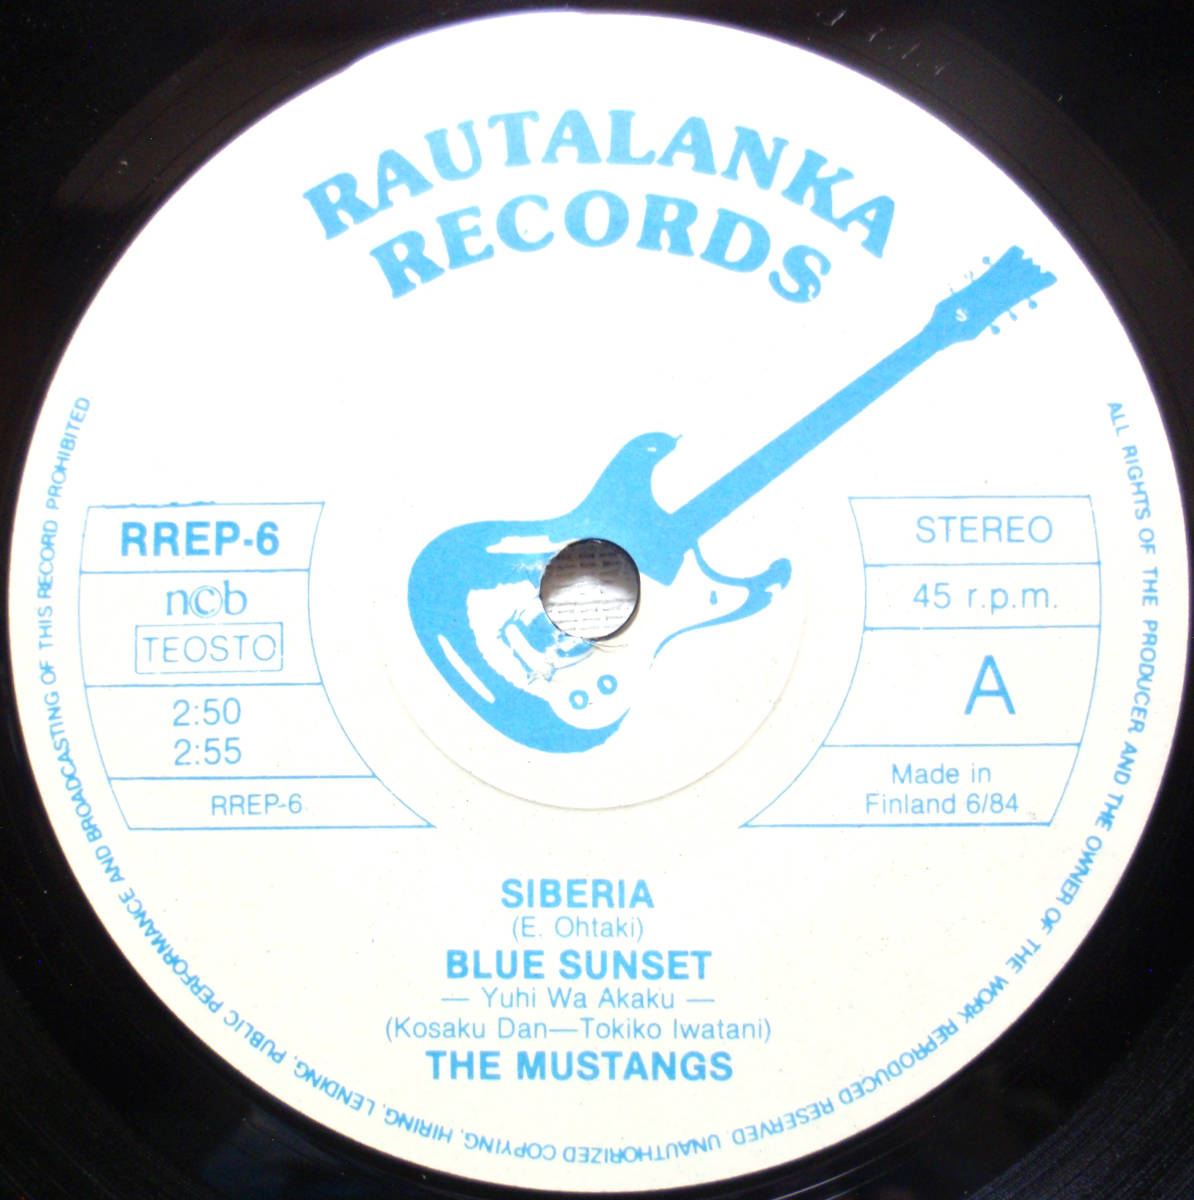 RAUTALANKA
RECORDS
RREP-6
n©b
TEOSTO
2:50
2:55
RREP-6
STEREO
45 r.p.m.
A
Made in
Finland 6/84
SIBERIA
(E. Ohtaki)
BLUE SUNSET
— Yuhi Wa Akaku —
(Kosaku Dan—Tokiko Iwatani)
THE MUSTANGS
ALL RIGHTS OF THE PRODUCER AND THE OWNER OF THE WORK REPRODUCED RESERVED. UNAUTHORIZED COPYING, HIRING, LENDING, PUBLIC PERFORMANCE AND BROADCASTING OF THIS RECORD PROHIBITED